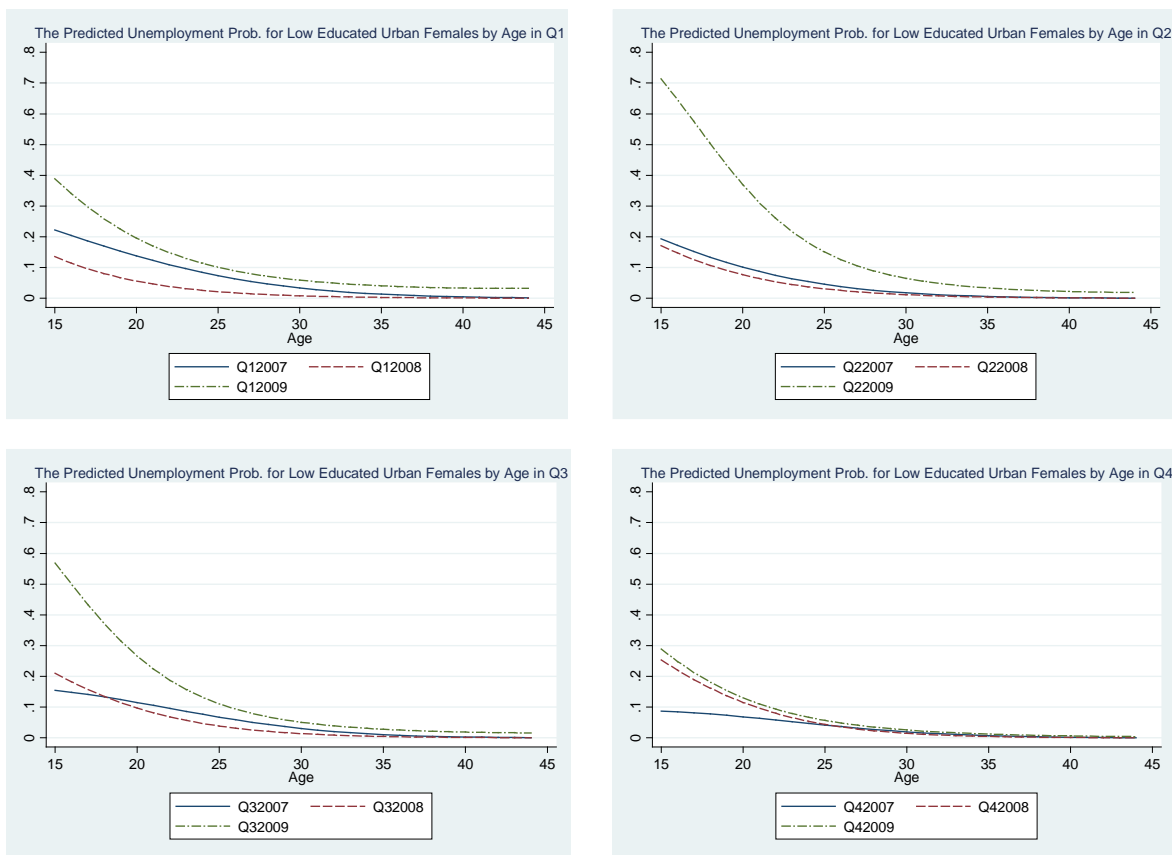 The Predicted Unemployment Prob. for Low Educated Urban Females by Age in Q1
.8
.7
.6
.5
.4
.3
.2
.1
0
15 20 25 30 35 40 45
Age
Q12007 Q12008
Q12009
The Predicted Unemployment Prob. for Low Educated Urban Females by Age in Q2
.8
.7
.6
.5
.4
.3
.2
.1
0
15 20 25 30 35 40 45
Age
Q22007 Q22008
Q22009
The Predicted Unemployment Prob. for Low Educated Urban Females by Age in Q3
.8
.7
.6
.5
.4
.3
.2
.1
0
15 20 25 30 35 40 45
Age
Q32007 Q32008
Q32009
The Predicted Unemployment Prob. for Low Educated Urban Females by Age in Q4
.8
.7
.6
.5
.4
.3
.2
.1
0
15 20 25 30 35 40 45
Age
Q42007 Q42008
Q42009